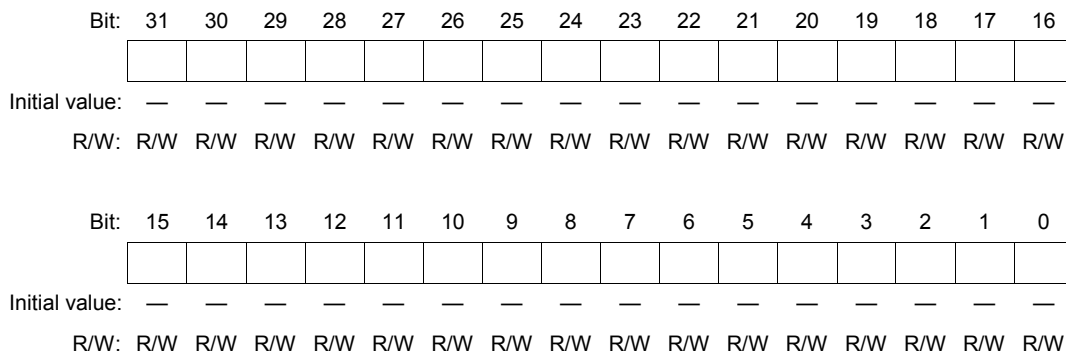 Bit: 31 30 29 28 27 26 25 24 23 22 21 20 19 18 17 16
Initial value: — — — — — — — — — — — — — — — —
R/W: R/W R/W R/W R/W R/W R/W R/W R/W R/W R/W R/W R/W R/W R/W R/W R/W
Bit: 15 14 13 12 11 10 9 8 7 6 5 4 3 2 1 0
Initial value: — — — — — — — — — — — — — — — —
R/W: R/W R/W R/W R/W R/W R/W R/W R/W R/W R/W R/W R/W R/W R/W R/W R/W